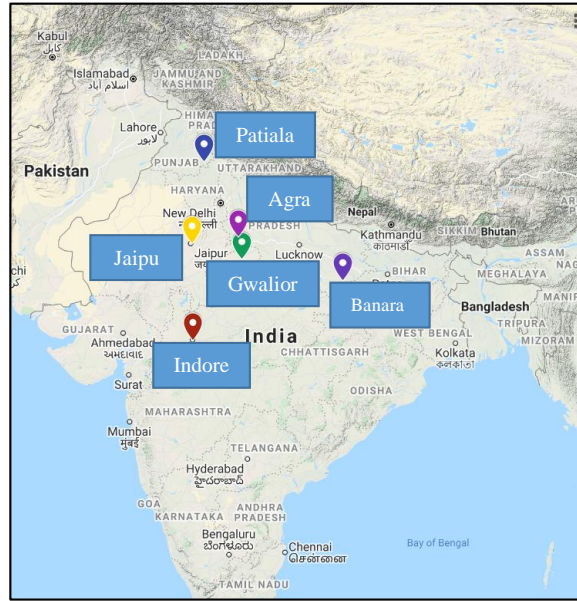 Kabul
کابل
Islamabad
اسلام آباد
LADAKH
JAMMU AND
KASHMIR
HIMA
PRAD
Lahore
لاہور
Patiala
PUNJAB
UTTARAKHAND
Pakistan
HARYANA
Agra
New Delhi
Nepal
PRADESH
Kathmandu
काठमाडौं
SIKKIM
Bhutan
ASSAM
NAG
Jaipu
Jaipur
Lucknow
Gwalior
BIHAR
MEGHALAYA
Banara
MANIP
Bangladesh
TRIPURA
MIZORAM
GUJARAT
Ahmedabad
અમદાવાદ
India
WEST BENGAL
Kolkata
কলকাতা
Indore
CHHATTISGARH
Surat
ODISHA
MAHARASHTRA
Mumbai
मुंबई
TELANGANA
Hyderabad
హైదరాబాద్
GOA
KARNATAKA
ANDHRA
PRADESH
Bengaluru
ಬೆಂಗಳೂರು
Chennai
சென்னை
Bay of Bengal
TAMIL NADU